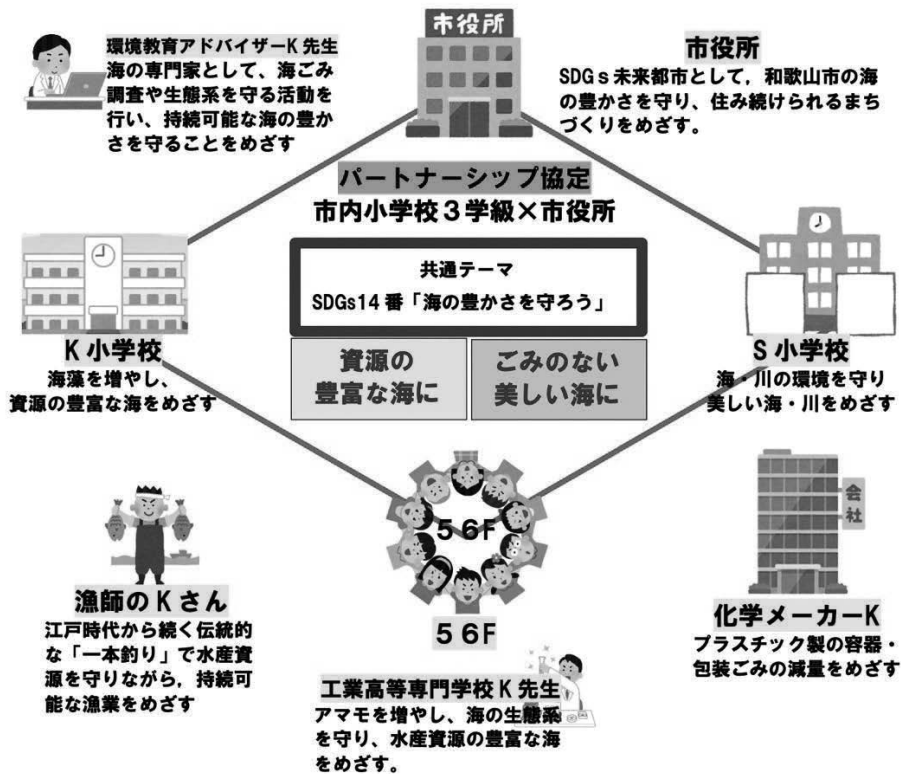 市役所
環境教育アドバイザーK 先生
海の専門家として、海ごみ
調査や生態系を守る活動を
行い、持続可能な海の豊か
さを守ることをめざす
市役所
SDGｓ未来都市として，和歌山市の海
の豊かさを守り、住み続けられるまち
づくりをめざす。
パートナーシップ協定
市内小学校３学級×市役所
共通テーマ
SDGs14 番「海の豊かさを守ろう」
資源の
豊富な海に
ごみのない
美しい海に
K 小学校
海藻を増やし、
資源の豊富な海をめざす
S 小学校
海・川の環境を守り
美しい海・川をめざす
５６F
５６F
漁師のＫさん
江戸時代から続く伝統的
な「一本釣り」で水産資
源を守りながら，持続可
能な漁業をめざす
工業高等専門学校Ｋ先生
アマモを増やし、海の生態系
を守り、水産資源の豊富な海
をめざす。
会社
化学メーカーK
プラスチック製の容器・
包装ごみの減量をめざす